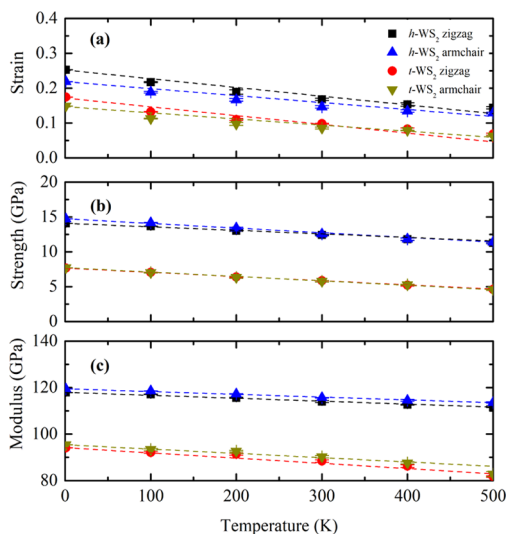 0.4
(a)
h-WS2 zigzag
0.3
h-WS2 armchair
t-WS2 zigzag
0.2
t-WS2 armchair
0.1
0.0
Strain
20
(b)
15
10
5
0
Strength (GPa)
140
(c)
120
100
80
Modulus (GPa)
0 100 200 300 400 500
Temperature (K)